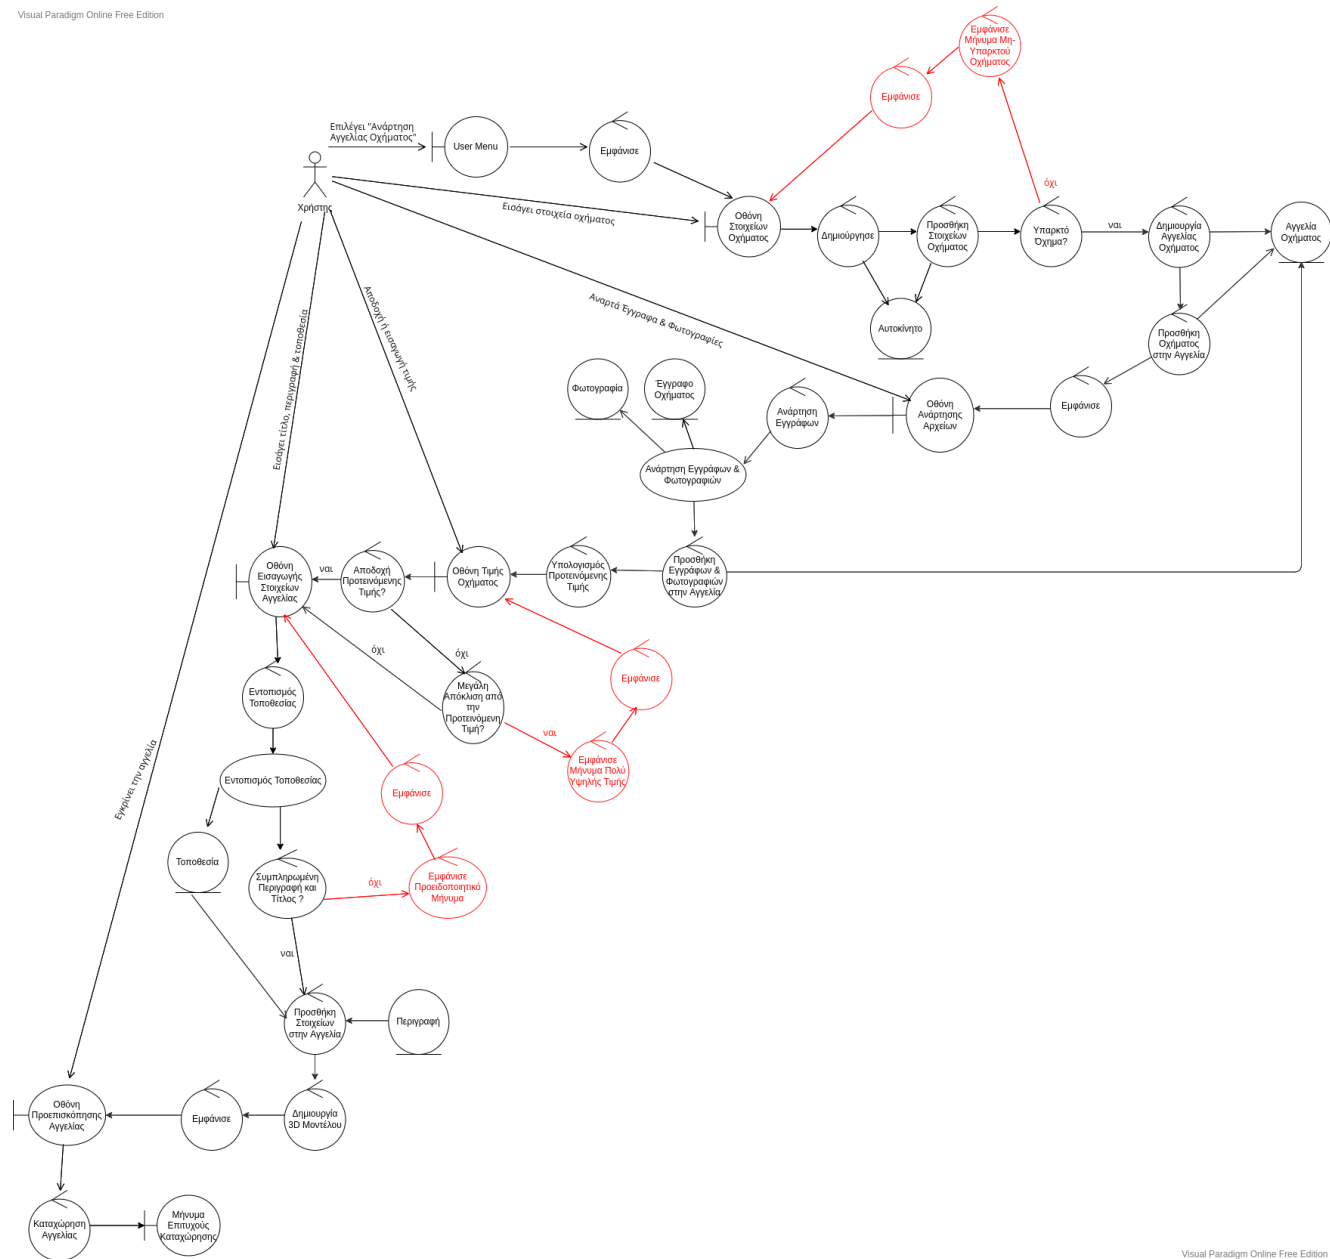 Visual Paradigm Online Free Edition
Εμφάνισε
Μήνυμα Μη-
Υπαρκτού
Οχήματος
Εμφάνισε
Επιλέγει "Ανάρτηση
Αγγελίας Οχήματος"
User Menu
Εμφάνισε
όχι
Χρήστης
Εισάγει στοιχεία οχήματος
Οθόνη
Στοιχείων
Οχήματος
Δημιούργησε
Προσθήκη
Στοιχείων
Οχήματος
Υπαρκτό
Όχημα?
ναι
Δημιουργία
Αγγελίας
Οχήματος
Αγγελία
Οχήματος
Αναρτά Έγγραφα & Φωτογραφίες
Αποδοχή ή εισαγωγή τιμής
Εισάγει τίτλο, περιγραφή & τοποθεσία
Αυτοκίνητο
Προσθήκη
Οχήματος
στην Αγγελία
Φωτογραφία
Έγγραφο
Οχήματος
Ανάρτηση
Εγγράφων
Οθόνη
Ανάρτησης
Αρχείων
Εμφάνισε
Ανάρτηση Εγγράφων &
Φωτογραφιών
Οθόνη
Εισαγωγής
Στοιχείων
Αγγελίας
ναι
Αποδοχή
Προτεινόμενης
Τιμής?
Οθόνη Τιμής
Οχήματος
Υπολογισμός
Προτεινόμενης
Τιμής
Προσθήκη
Εγγράφων &
Φωτογραφιών
στην Αγγελία
όχι
όχι
Εντοπισμός
Τοποθεσίας
Μεγάλη
Απόκλιση από
την
Προτεινόμενη
Τιμή?
Εμφάνισε
ναι
Εμφάνισε
Μήνυμα Πολύ
Υψηλής Τιμής
Εγκρίνει την αγγελία
Εντοπισμός Τοποθεσίας
Εμφάνισε
Τοποθεσία
Συμπληρωμένη
Περιγραφή και
Τίτλος ?
όχι
Εμφάνισε
Προειδοποιητικό
Μήνυμα
ναι
Προσθήκη
Στοιχείων
στην Αγγελία
Περιγραφή
Οθόνη
Προεπισκόπησης
Αγγελίας
Εμφάνισε
Δημιουργία
3D Μοντέλου
Καταχώρηση
Αγγελίας
Μήνυμα
Επιτυχούς
Καταχώρησης
Visual Paradigm Online Free Edition